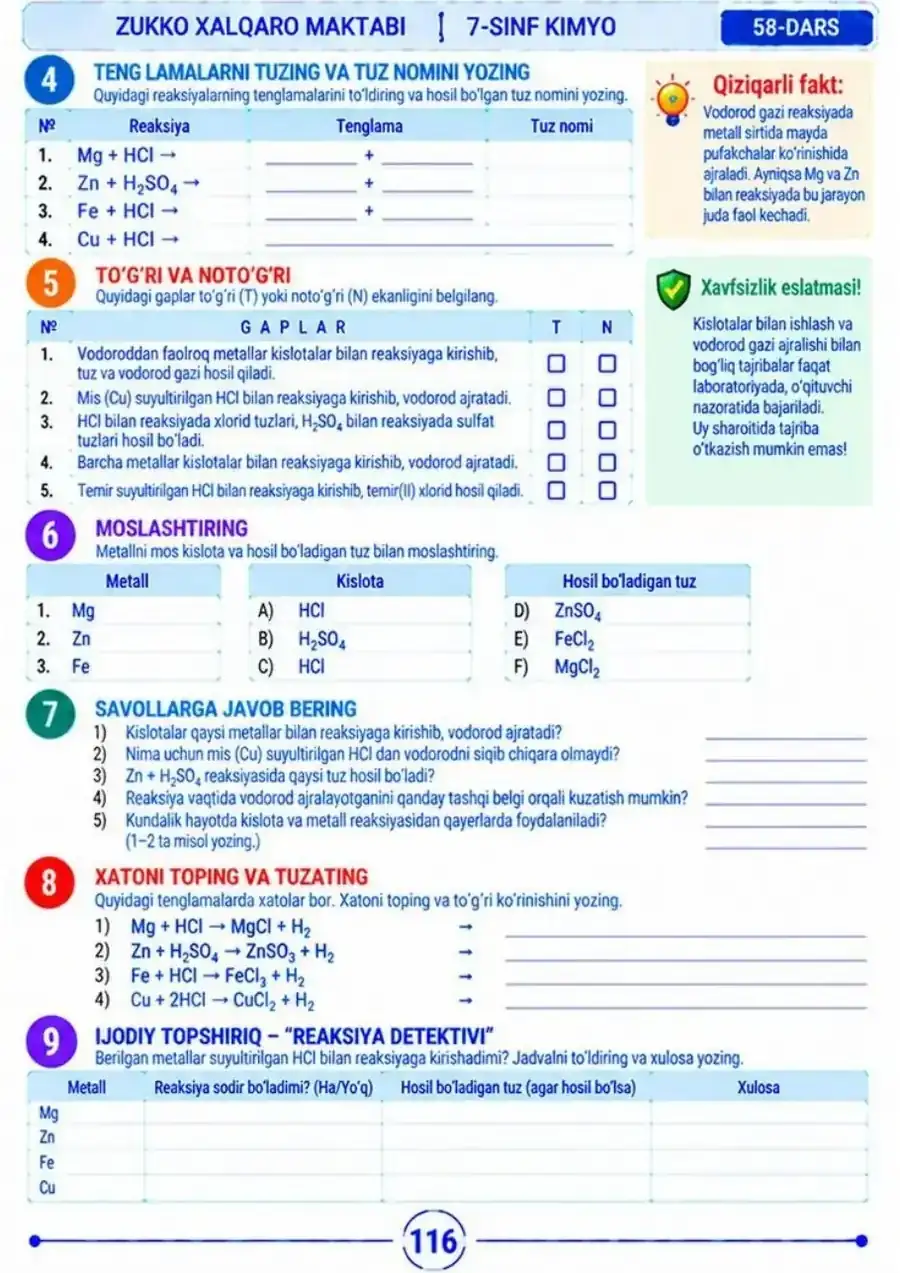 ZUKKO XALQARO MAKTABI 7-SINF KIMYO 58-DARS
4 TENG LAMALARNI TUZING VA TUZ NOMINI YOZING
Quyidagi reaksiyalarning tenglamalarini to'ldiring va hosil bo'lgan tuz nomini yozing.
№ Reaksiya Tenglama Tuz nomi
1. Mg + HCl → ________ + ________
2. Zn + H₂SO₄ → ________ + ________
3. Fe + HCl → ________ + ________
4. Cu + HCl → ________________
Qiziqarli fakt:
Vodorod gazi reaksiyada
metall sirtida mayda
pufakchalar ko'rinishida
ajraladi. Ayniqsa Mg va Zn
bilan reaksiyada bu jarayon
juda faol kechadi.
5 TO'G'RI VA NOTO'G'RI
Quyidagi gaplar to'g'ri (T) yoki noto'g'ri (N) ekanligini belgilang.
№ GAPLAR T N
1. Vodoroddan faolroq metallar kislotalar bilan reaksiyaga kirishib,
tuz va vodorod gazi hosil qiladi.
2. Mis (Cu) suyultirilgan HCl bilan reaksiyaga kirishib, vodorod ajratadi.
3. HCl bilan reaksiyada xlorid tuzlari, H₂SO₄ bilan reaksiyada sulfat
tuzlari hosil bo'ladi.
4. Barcha metallar kislotalar bilan reaksiyaga kirishib, vodorod ajratadi.
5. Temir suyultirilgan HCl bilan reaksiyaga kirishib, temir(II) xlorid hosil qiladi.
Xavfsizlik eslatmasi!
Kislotalar bilan ishlash va
vodorod gazi ajralishi bilan
bog'liq tajribalar faqat
laboratoriyada, o'qituvchi
nazoratida bajariladi.
Uy sharoitida tajriba
o'tkazish mumkin emas!
6 MOSLASHTIRING
Metallni mos kislota va hosil bo'ladigan tuz bilan moslashtiring.
Metall Kislota Hosil bo'ladigan tuz
1. Mg A) HCl D) ZnSO₄
2. Zn B) H₂SO₄ E) FeCl₂
3. Fe C) HCl F) MgCl₂
7 SAVOLLARGA JAVOB BERING
1) Kislotalar qaysi metallar bilan reaksiyaga kirishib, vodorod ajratadi?
2) Nima uchun mis (Cu) suyultirilgan HCl dan vodorodni siqib chiqara olmaydi?
3) Zn + H₂SO₄ reaksiyasida qaysi tuz hosil bo'ladi?
4) Reaksiya vaqtida vodorod ajralayotganini qanday tashqi belgi orqali kuzatish mumkin?
5) Kundalik hayotda kislota va metall reaksiyasidan qayerlarda foydalaniladi?
(1–2 ta misol yozing.)
8 XATONI TOPING VA TUZATING
Quyidagi tenglamalarda xatolar bor. Xatoni toping va to'g'ri ko'rinishini yozing.
1) Mg + HCl → MgCl + H₂ →
2) Zn + H₂SO₄ → ZnSO₃ + H₂ →
3) Fe + HCl → FeCl₃ + H₂ →
4) Cu + 2HCl → CuCl₂ + H₂ →
9 IJODIY TOPSHIRIQ – "REAKSIYA DETEKTIVI"
Berilgan metallar suyultirilgan HCl bilan reaksiyaga kirishadimi? Jadvalni to'ldiring va xulosa yozing.
Metall Reaksiya sodir bo'ladimi? (Ha/Yo'q) Hosil bo'ladigan tuz (agar hosil bo'lsa) Xulosa
Mg
Zn
Fe
Cu
116